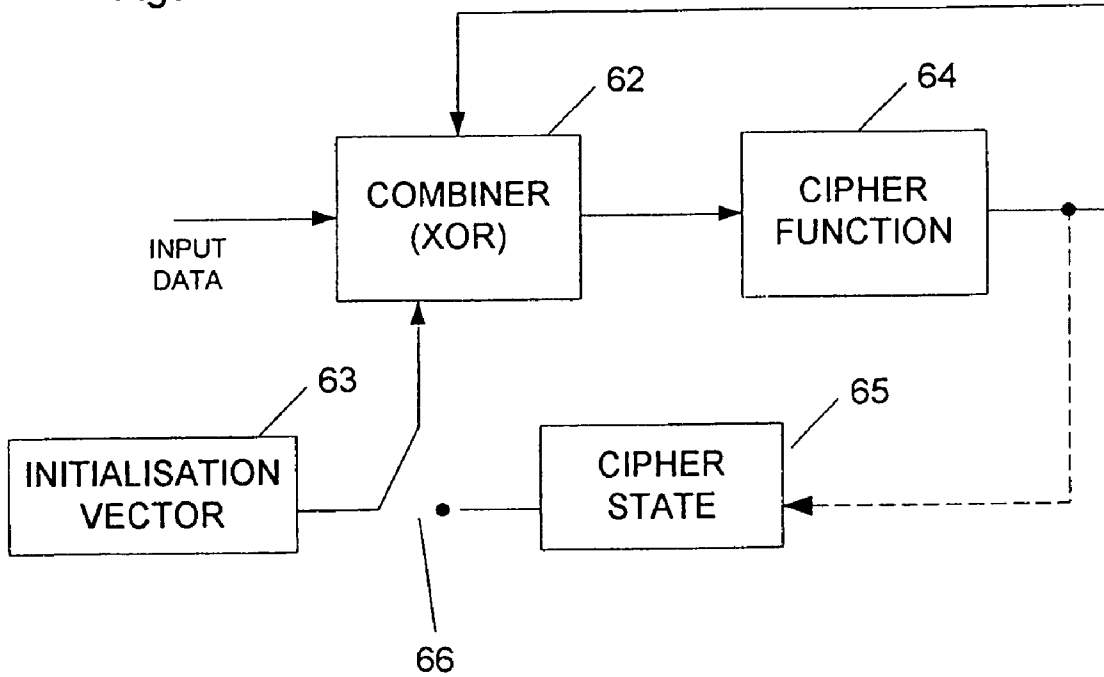 62
64
COMBINER
(XOR)
CIPHER
FUNCTION
INPUT
DATA
63
65
INITIALISATION
VECTOR
CIPHER
STATE
66